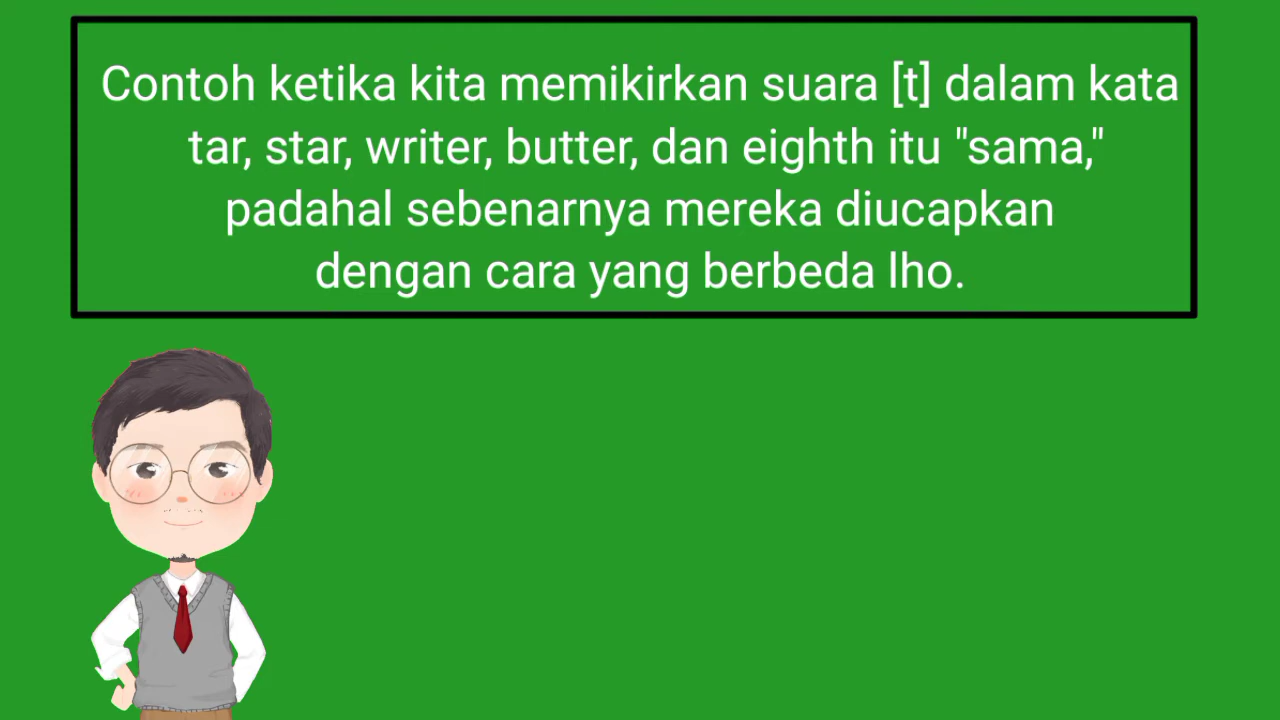 Contoh ketika kita memikirkan suara [t] dalam kata
tar, star, writer, butter, dan eighth itu "sama,"
padahal sebenarnya mereka diucapkan
dengan cara yang berbeda lho.